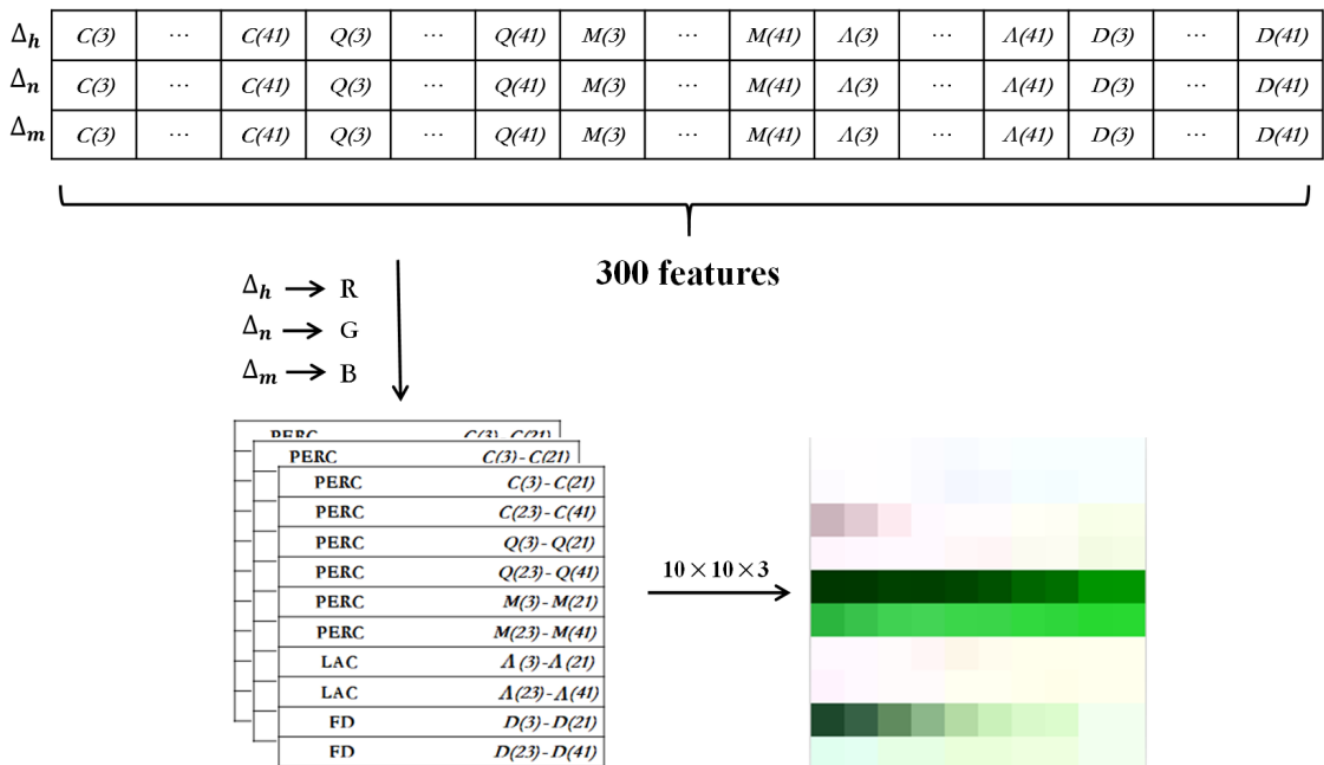 Δh C(3) ... C(41) Q(3) ... Q(41) M(3) ... M(41) Λ(3) ... Λ(41) D(3) ... D(41)
Δn C(3) ... C(41) Q(3) ... Q(41) M(3) ... M(41) Λ(3) ... Λ(41) D(3) ... D(41)
Δm C(3) ... C(41) Q(3) ... Q(41) M(3) ... M(41) Λ(3) ... Λ(41) D(3) ... D(41)
300 features
Δh → R
Δn → G
Δm → B
PERC C(3)-C(21)
PERC C(3)-C(21)
PERC C(3)-C(21)
PERC C(23)-C(41)
PERC Q(3)-Q(21)
PERC Q(23)-Q(41)
PERC M(3)-M(21)
PERC M(23)-M(41)
LAC Λ(3)-Λ(21)
LAC Λ(23)-Λ(41)
FD D(3)-D(21)
FD D(23)-D(41)
10×10×3